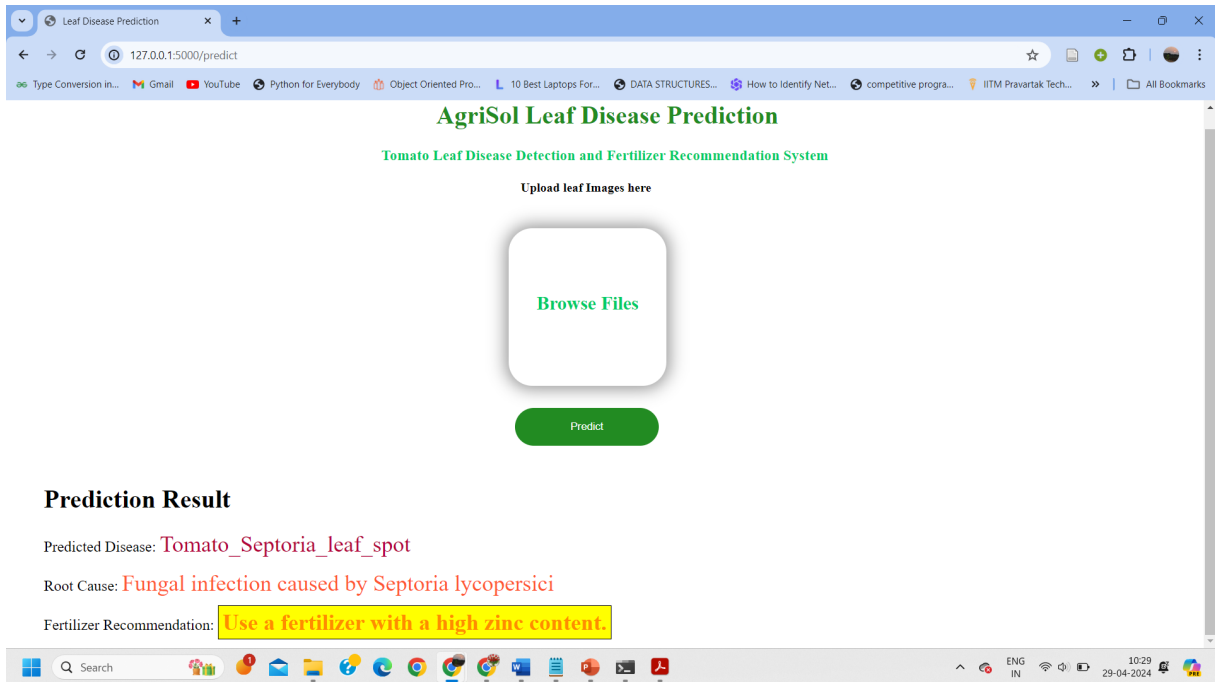 Leaf Disease Prediction
127.0.0.1:5000/predict
Type Conversion in... Gmail YouTube Python for Everybody Object Oriented Pro... 10 Best Laptops For... DATA STRUCTURES... How to Identify Net... competitive progra... IITM Pravartak Tech... » All Bookmarks
AgriSol Leaf Disease Prediction
Tomato Leaf Disease Detection and Fertilizer Recommendation System
Upload leaf Images here
Browse Files
Predict
Prediction Result
Predicted Disease: Tomato_Septoria_leaf_spot
Root Cause: Fungal infection caused by Septoria lycopersici
Fertilizer Recommendation: Use a fertilizer with a high zinc content.
Search
ENG
IN
10:29
29-04-2024
PRE